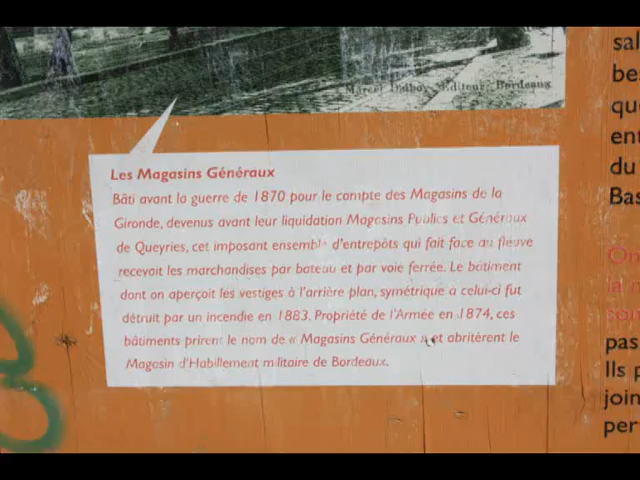 Marcel Delboy, Editeur, Bordeaux
Les Magasins Généraux
Bâti avant la guerre de 1870 pour le compte des Magasins de la
Gironde, devenus avant leur liquidation Magasins Publics et Généraux
de Queyries, cet imposant ensemble d'entrepôts qui fait face au fleuve
recevait les marchandises par bateau et par voie ferrée. Le bâtiment
dont on aperçoit les vestiges à l'arrière plan, symétrique à celui-ci fut
détruit par un incendie en 1883. Propriété de l'Armée en 1874, ces
bâtiments prirent le nom de « Magasins Généraux » et abritèrent le
Magasin d'Habillement militaire de Bordeaux.
sal
be
qu
ent
du
Bas
On
la
son
pas
Ils p
join
per